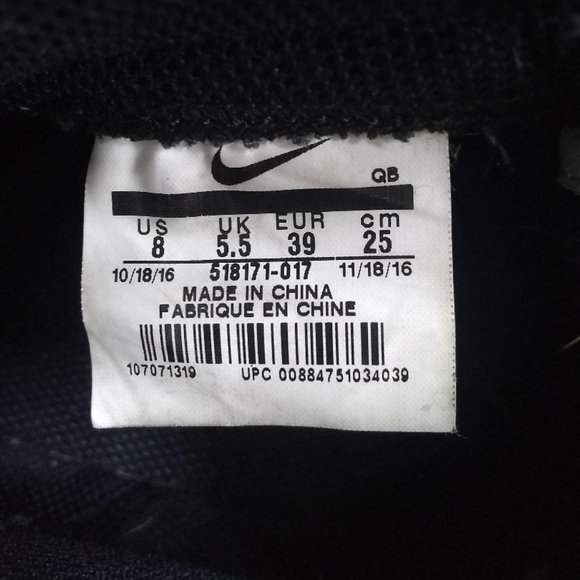 QB
US UK EUR cm
8 5.5 39 25
10/18/16 518171-017 11/18/16
MADE IN CHINA
FABRIQUE EN CHINE
107071319 UPC 00884751034039